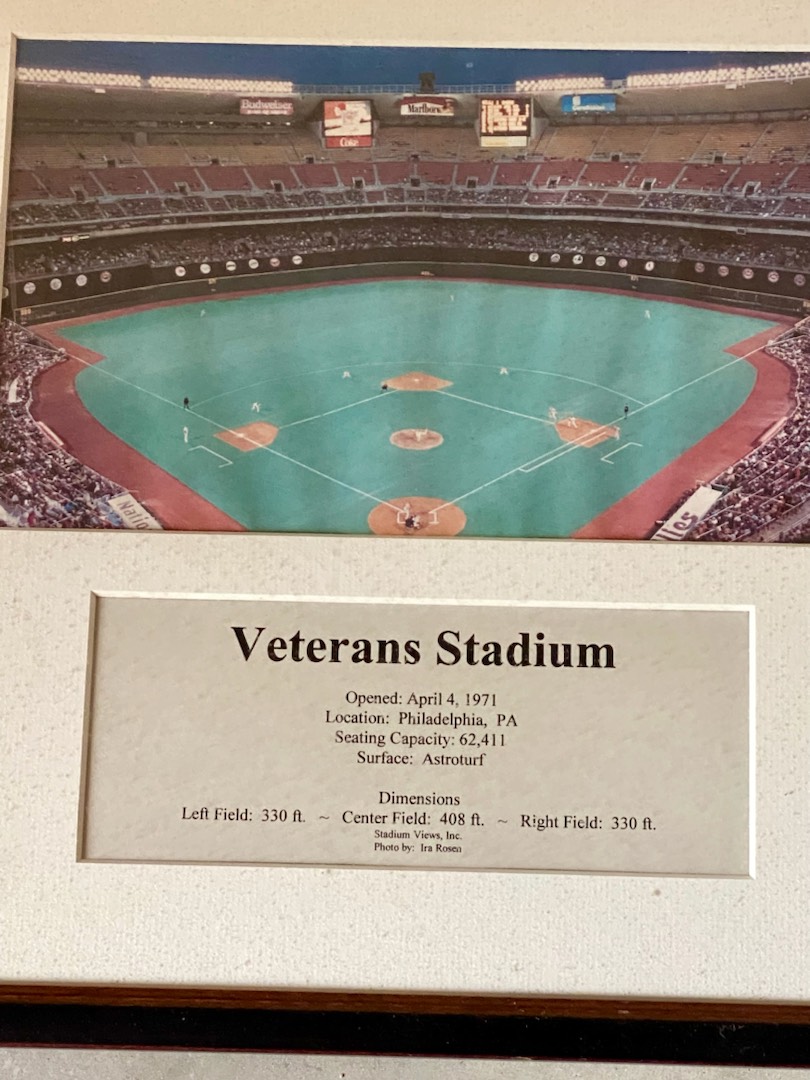 Budweiser
Marlboro
Coke
Veterans Stadium
Opened: April 4, 1971
Location: Philadelphia, PA
Seating Capacity: 62,411
Surface: Astroturf
Dimensions
Left Field: 330 ft. ~ Center Field: 408 ft. ~ Right Field: 330 ft.
Stadium Views, Inc.
Photo by: Ira Rosen